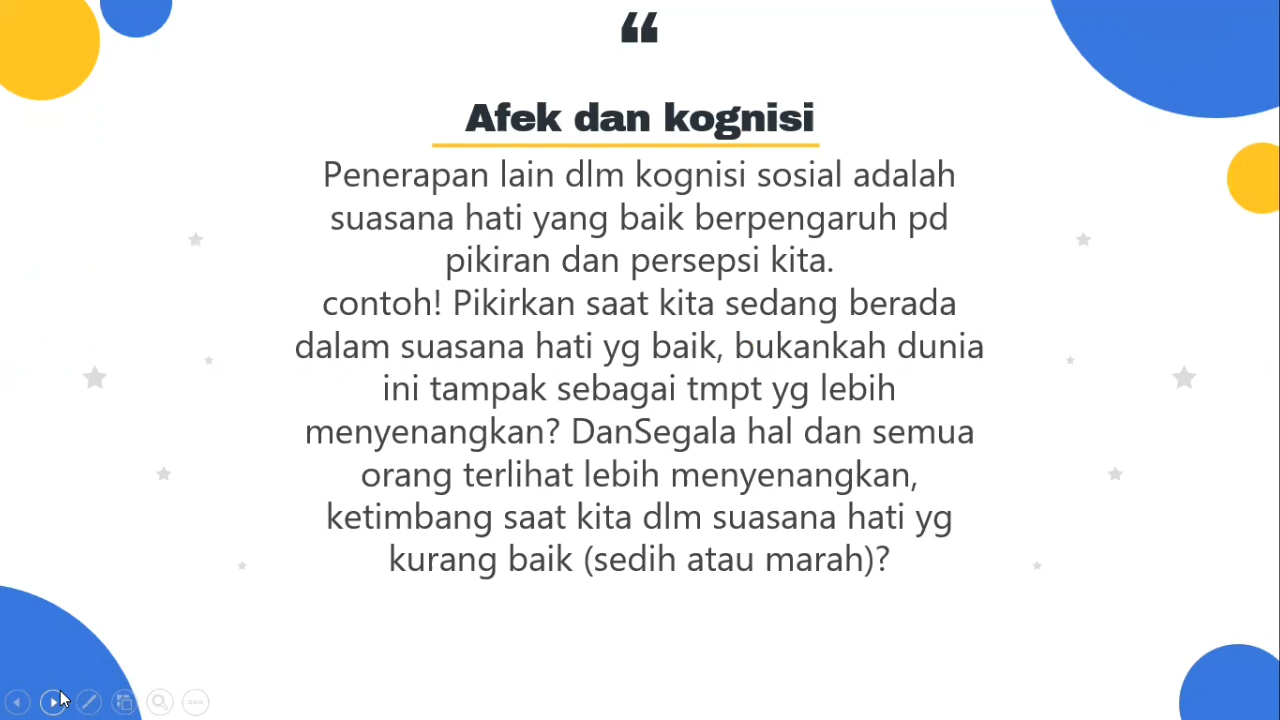 “
Afek dan kognisi
Penerapan lain dlm kognisi sosial adalah
suasana hati yang baik berpengaruh pd
pikiran dan persepsi kita.
contoh! Pikirkan saat kita sedang berada
dalam suasana hati yg baik, bukankah dunia
ini tampak sebagai tmpt yg lebih
menyenangkan? DanSegala hal dan semua
orang terlihat lebih menyenangkan,
ketimbang saat kita dlm suasana hati yg
kurang baik (sedih atau marah)?